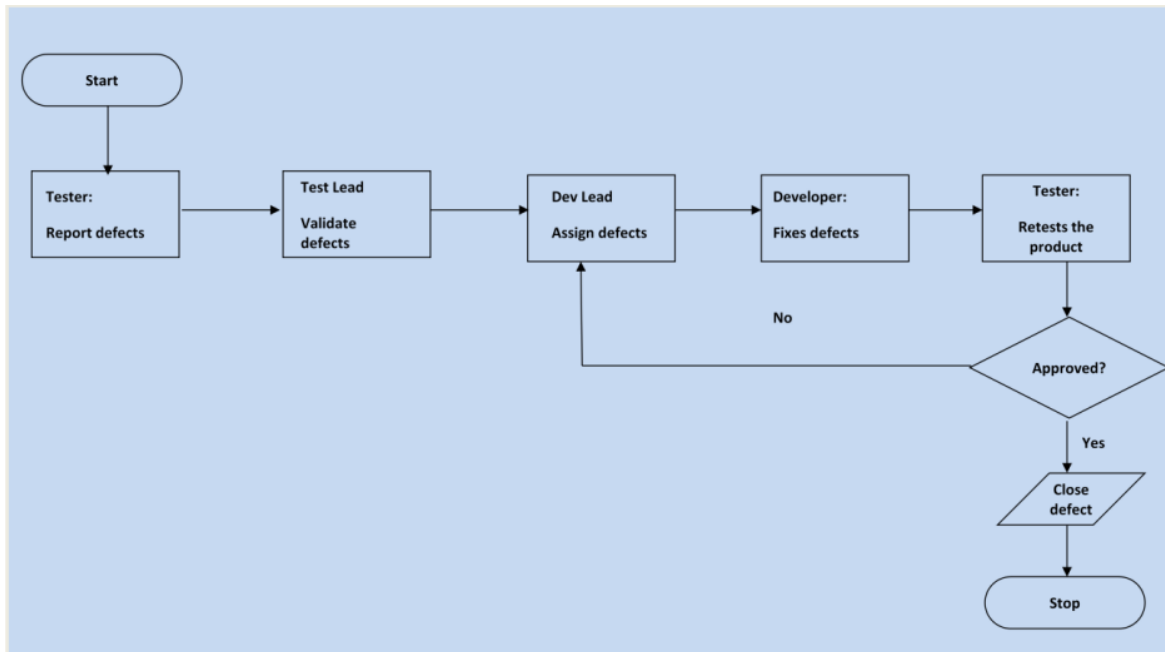 Start
Tester:
Report defects
Test Lead
Validate
defects
Dev Lead
Assign defects
Developer:
Fixes defects
Tester:
Retests the
product
No
Approved?
Yes
Close
defect
Stop